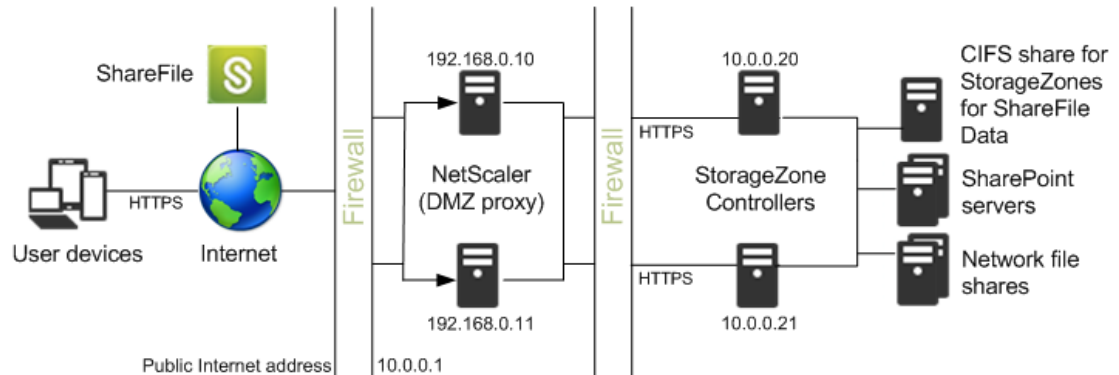 ShareFile
HTTPS
User devices
Internet
Public Internet address
Firewall
10.0.0.1
192.168.0.10
NetScaler
(DMZ proxy)
192.168.0.11
Firewall
HTTPS
HTTPS
10.0.0.20
StorageZone
Controllers
10.0.0.21
CIFS share for
StorageZones
for ShareFile
Data
SharePoint
servers
Network file
shares